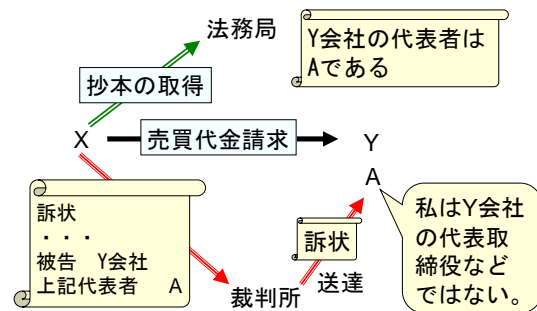 法務局
Y会社の代表者は
Aである
抄本の取得
X
売買代金請求
Y
A
訴状
・・・
被告　Y会社
上記代表者　　A
訴状
送達
裁判所
私はY会社
の代表取
締役など
ではない。